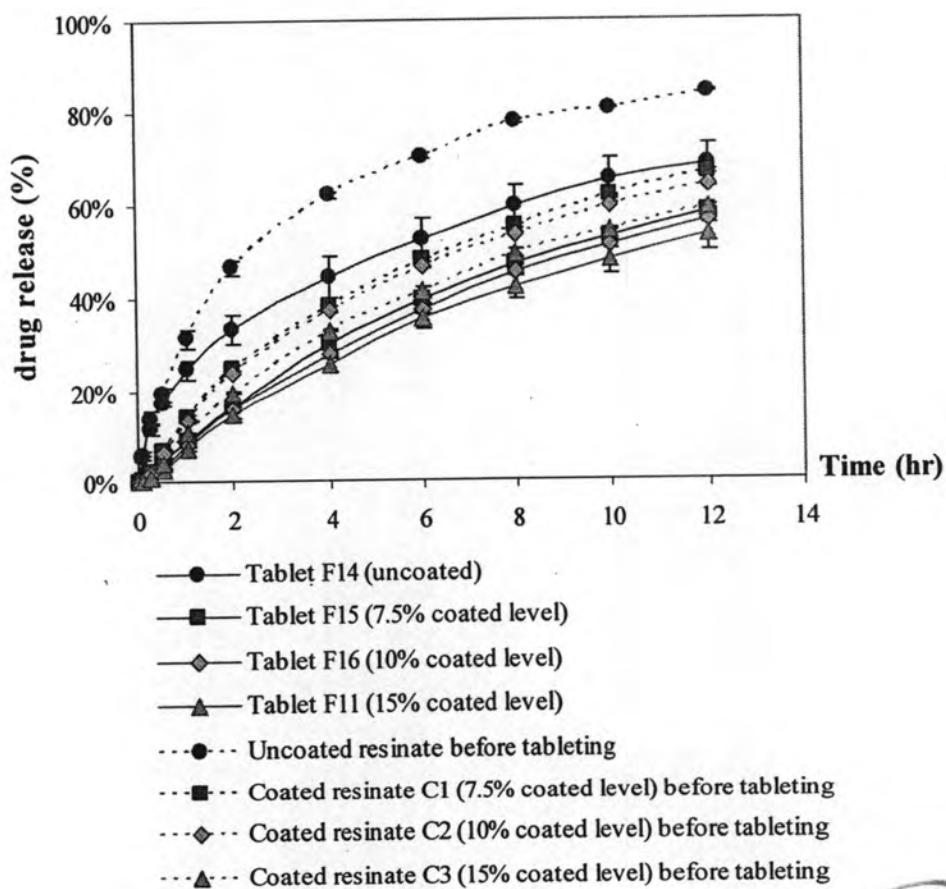 100%
80%
60%
40%
20%
0%
drug release (%)
Time (hr)
0 2 4 6 8 10 12 14
Tablet F14 (uncoated)
Tablet F15 (7.5% coated level)
Tablet F16 (10% coated level)
Tablet F11 (15% coated level)
Uncoated resinate before tableting
Coated resinate C1 (7.5% coated level) before tableting
Coated resinate C2 (10% coated level) before tableting
Coated resinate C3 (15% coated level) before tableting